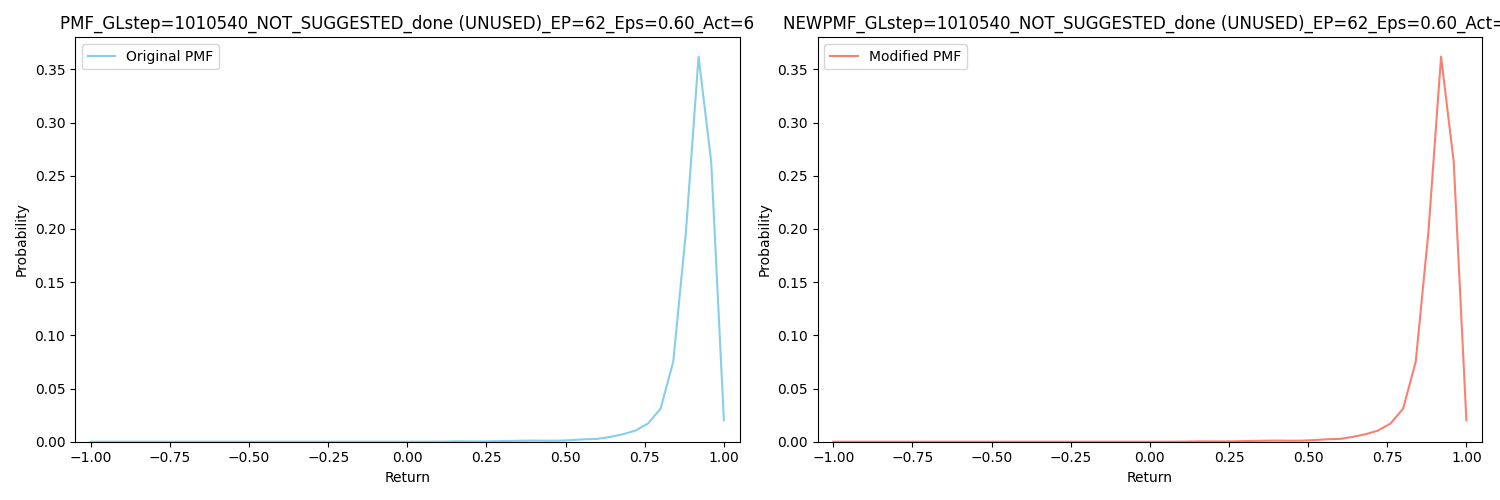 PMF_GLstep=1010540_NOT_SUGGESTED_done (UNUSED)_EP=62_Eps=0.60_Act=6
Original PMF
Probability
0.35
0.30
0.25
0.20
0.15
0.10
0.05
0.00
−1.00 −0.75 −0.50 −0.25 0.00 0.25 0.50 0.75 1.00
Return
NEWPMF_GLstep=1010540_NOT_SUGGESTED_done (UNUSED)_EP=62_Eps=0.60_Act=
Modified PMF
Probability
0.35
0.30
0.25
0.20
0.15
0.10
0.05
0.00
−1.00 −0.75 −0.50 −0.25 0.00 0.25 0.50 0.75 1.00
Return